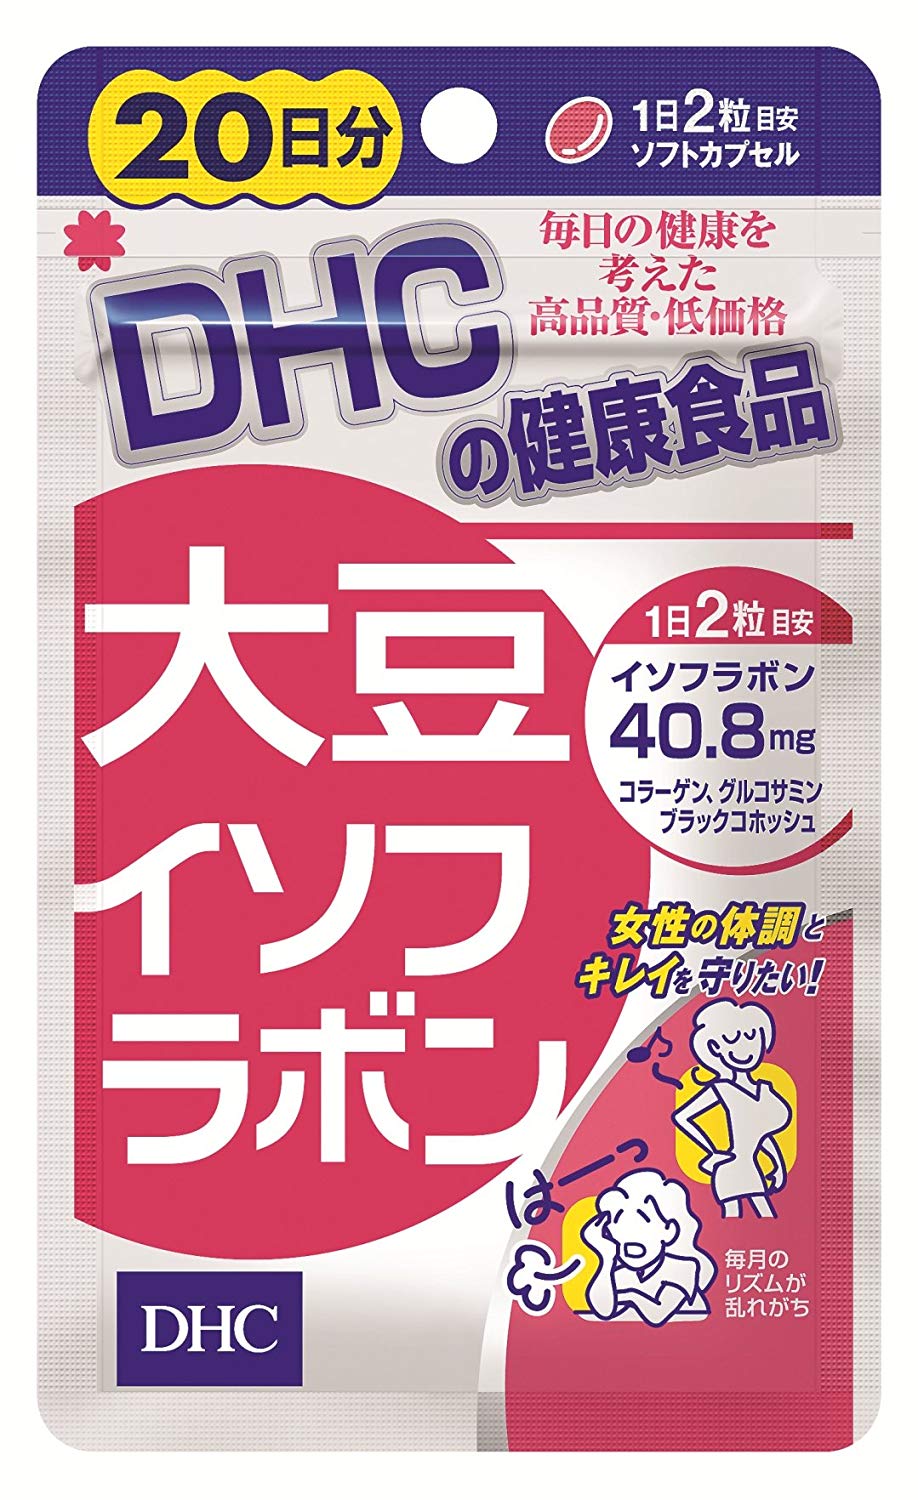 20日分
1日2粒目安
ソフトカプセル
毎日の健康を
考えた
高品質・低価格
DHC
の健康食品
大豆
イソフ
ラボン
1日2粒目安
イソフラボン
40.8mg
コラーゲン、グルコサミン
ブラックコホッシュ
女性の体調と
キレイを守りたい!
はーっ
毎月の
リズムが
乱れがち
DHC